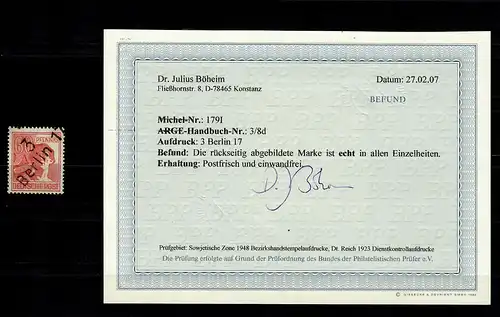 Dr. Julius Böheim
Fließhornstr. 8, D-78465 Konstanz
Datum: 27.02.07
BEFUND
Michel-Nr.: 179I
ARGE-Handbuch-Nr.: 3/8d
Aufdruck: 3 Berlin 17
Befund: Die rückseitig abgebildete Marke ist echt in allen Einzelheiten.
Erhaltung: Postfrisch und einwandfrei.
Prüfgebiet: Sowjetische Zone 1948 Bezirkshandstempelaufdrucke, Dt. Reich 1923 Dienstkontrollaufdrucke
Die Prüfung erfolgte auf Grund der Prüfordnung des Bundes der Philatelistischen Prüfer e.V.
3
Berlin 1